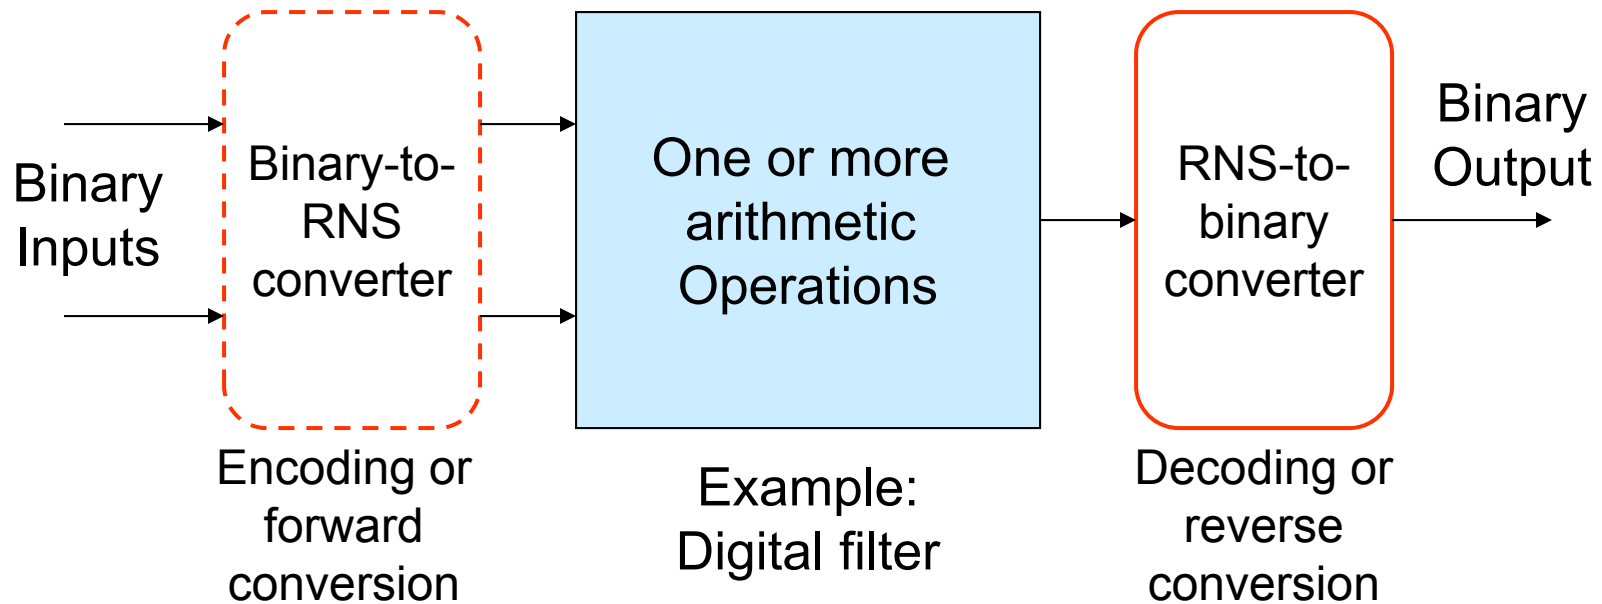 Binary
Inputs
Binary-to-
RNS
converter
Encoding or
forward
conversion
One or more
arithmetic
Operations
Example:
Digital filter
RNS-to-
binary
converter
Decoding or
reverse
conversion
Binary
Output